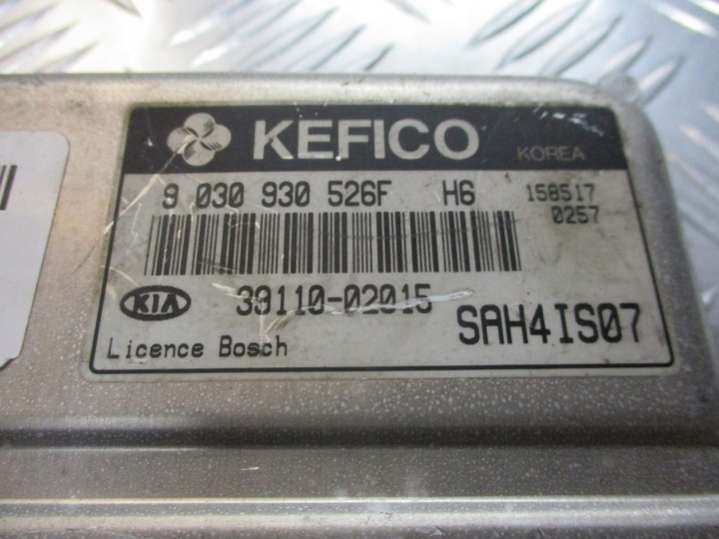 KEFICO KOREA
9 030 930 526F H6 158517
0257
KIA 39110-02015
SAH4IS07
Licence Bosch